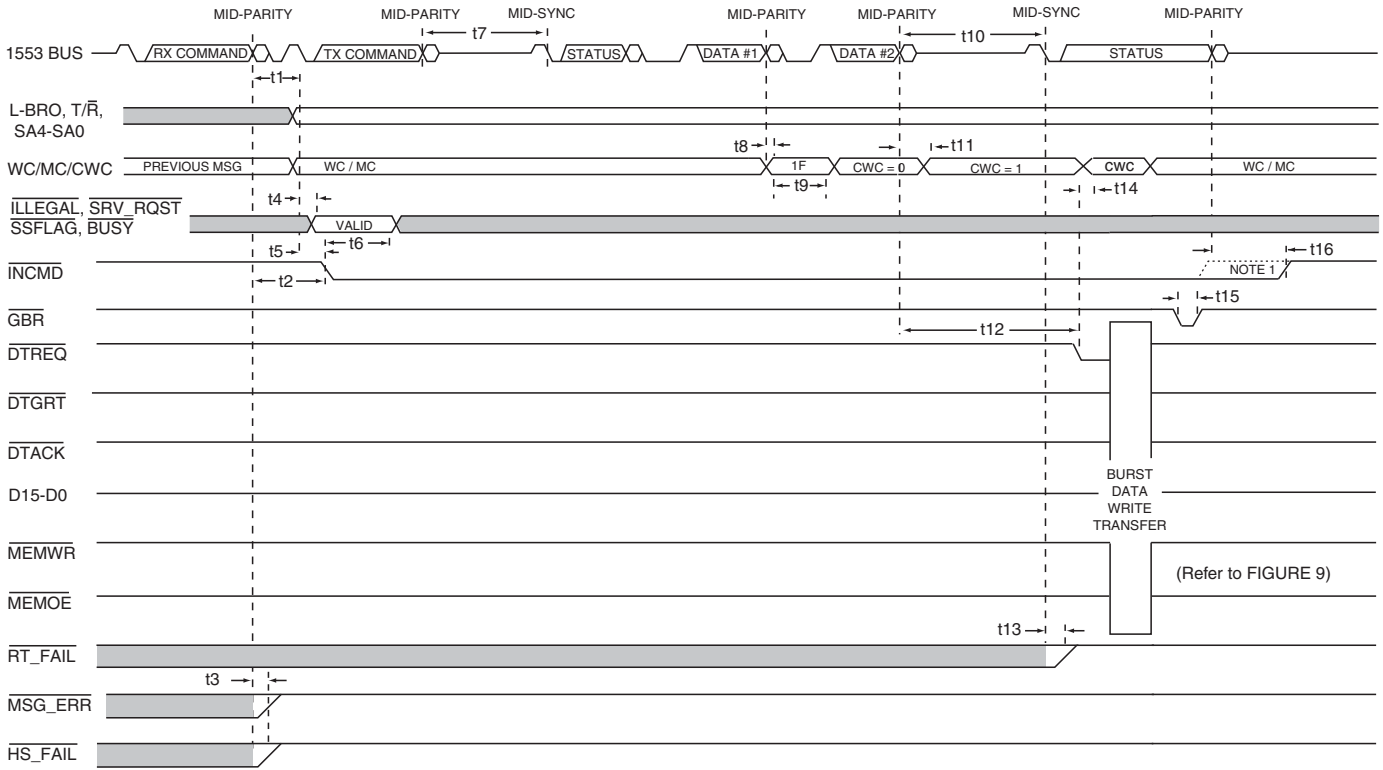 MID-PARITY MID-PARITY MID-SYNC MID-PARITY MID-PARITY MID-SYNC MID-PARITY
t7 t10
1553 BUS RX COMMAND TX COMMAND STATUS DATA #1 DATA #2 STATUS
t1
L-BRO, T/R̅,
SA4-SA0
t8 t11
WC/MC/CWC PREVIOUS MSG WC / MC 1F CWC = 0 CWC = 1 CWC WC / MC
t9 t14
t4
ILLEGAL, SRV_RQST
SSFLAG, BUSY VALID
t5 t6 t16
INCMD NOTE 1
t2
t15
GBR
t12
DTREQ
DTGRT
DTACK
BURST
D15-D0 DATA
WRITE
TRANSFER
MEMWR
(Refer to FIGURE 9)
MEMOE
t13
RT_FAIL
t3
MSG_ERR
HS_FAIL